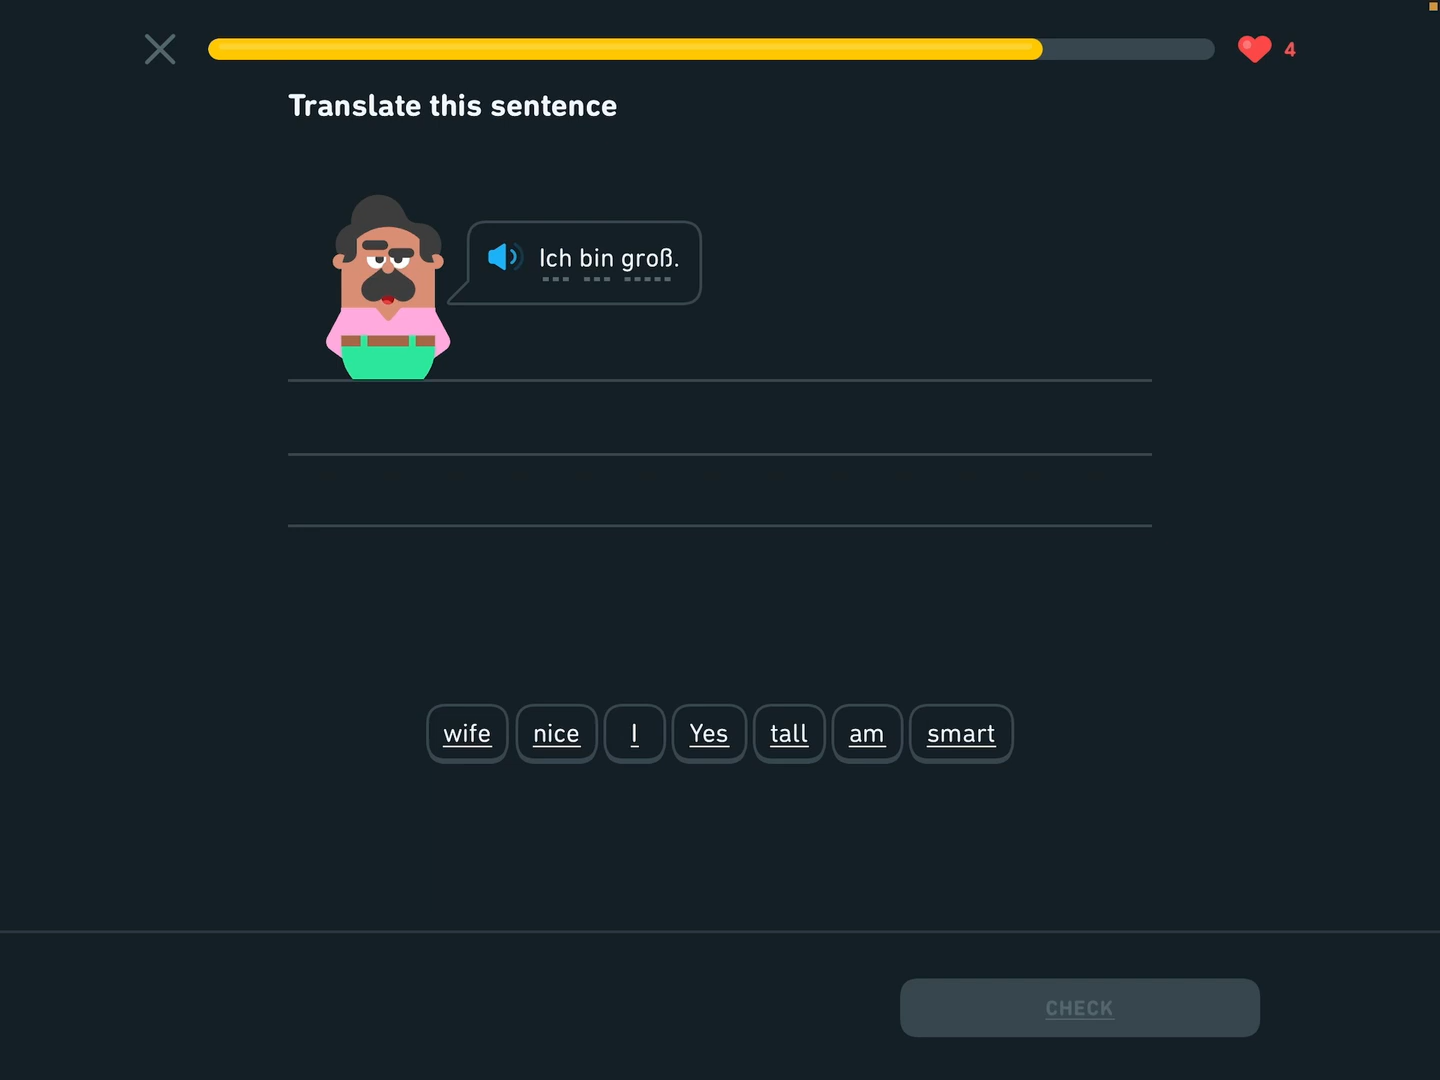 4
Translate this sentence
Ich bin groß.
wife nice I Yes tall am smart
CHECK